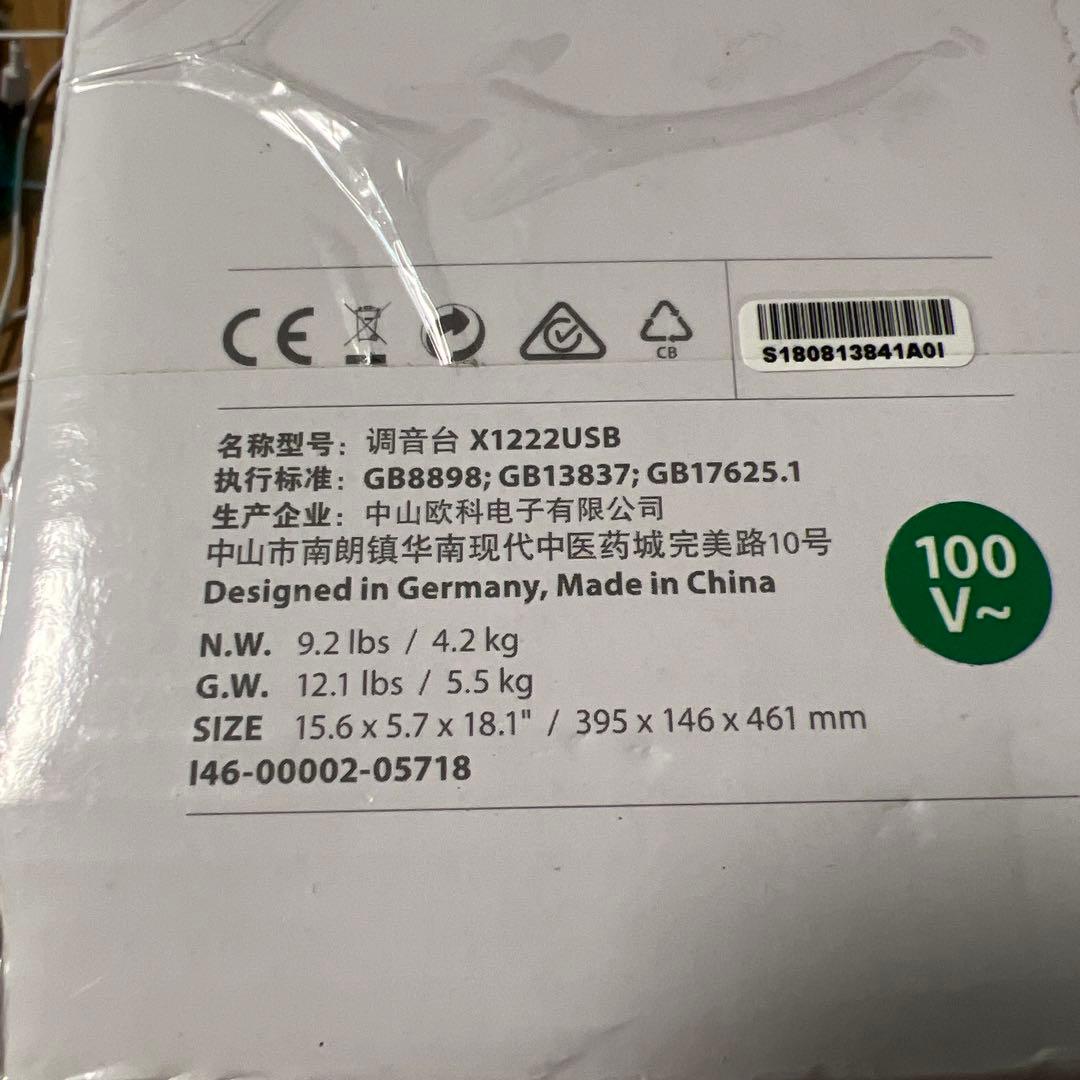 CE
CB
S180813841A0I
名称型号：调音台 X1222USB
执行标准：GB8898; GB13837; GB17625.1
生产企业：中山欧科电子有限公司
中山市南朗镇华南现代中医药城完美路10号
Designed in Germany, Made in China
100
V~
N.W. 9.2 lbs / 4.2 kg
G.W. 12.1 lbs / 5.5 kg
SIZE 15.6 x 5.7 x 18.1" / 395 x 146 x 461 mm
I46-00002-05718